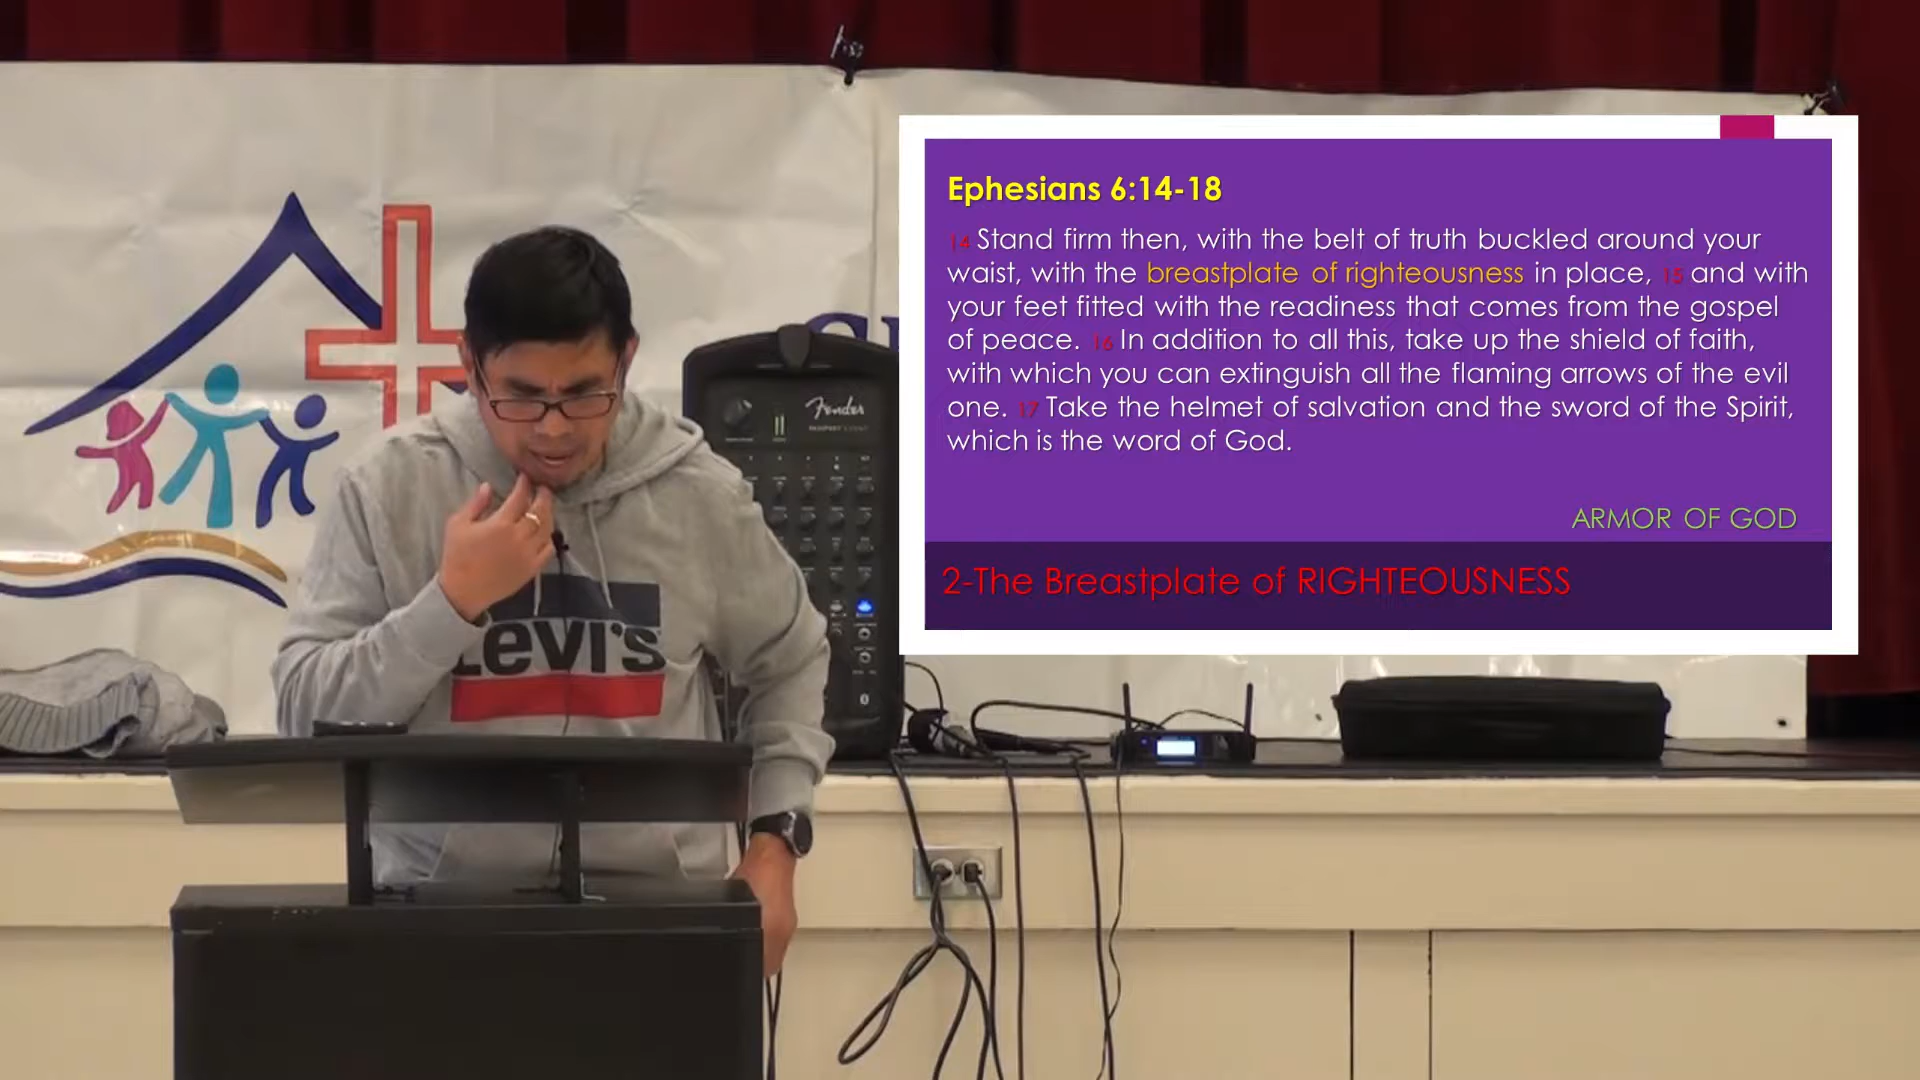 Ephesians 6:14-18
14 Stand firm then, with the belt of truth buckled around your
waist, with the breastplate of righteousness in place, 15 and with
your feet fitted with the readiness that comes from the gospel
of peace. 16 In addition to all this, take up the shield of faith,
with which you can extinguish all the flaming arrows of the evil
one. 17 Take the helmet of salvation and the sword of the Spirit,
which is the word of God.
ARMOR OF GOD
2-The Breastplate of RIGHTEOUSNESS
Fender
Levi's